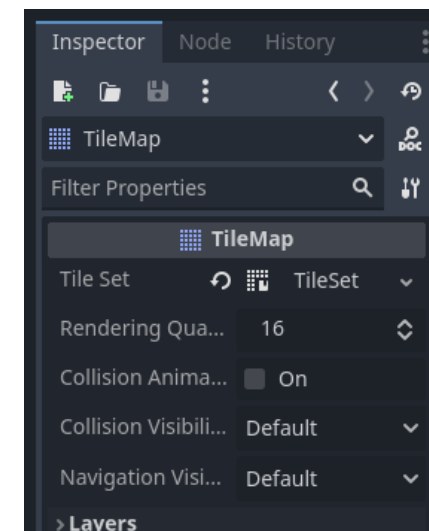 Inspector Node History
TileMap
DOC
Filter Properties
TileMap
Tile Set TileSet
Rendering Qua... 16
Collision Anima... On
Collision Visibili... Default
Navigation Visi... Default
Layers